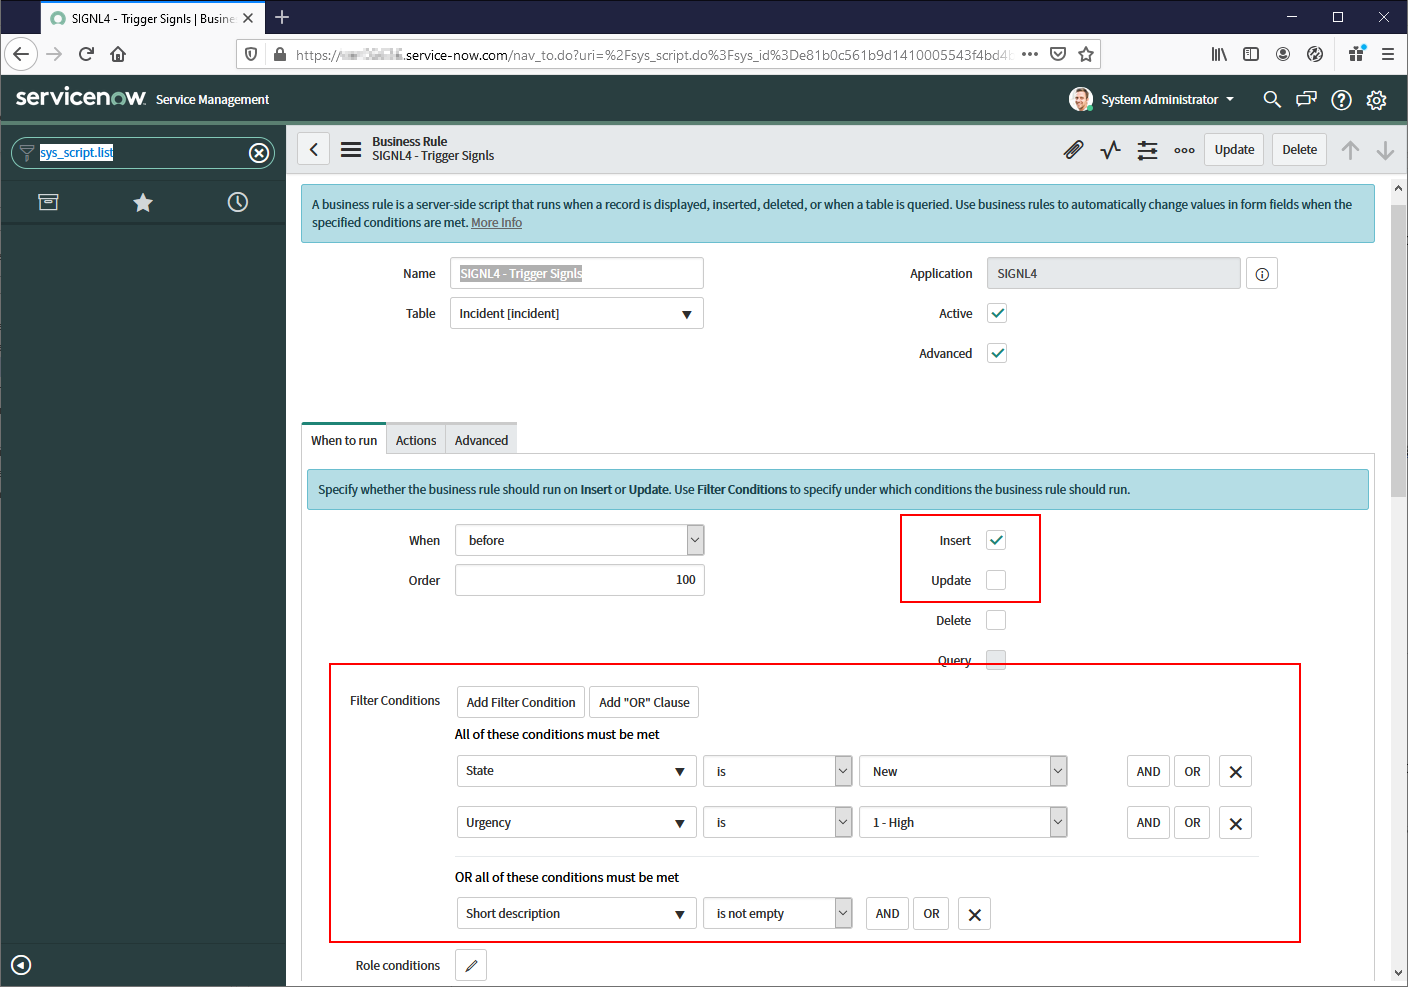 SIGNL4 - Trigger Signls | Busine
https://
.service-now.com/nav_to.do?uri=%2Fsys_script.do%3Fsys_id%3De81b0c561b9d1410005543f4bd4b
servicenow Service Management
System Administrator
sys_script.list
Business Rule
SIGNL4 - Trigger Signls
Update Delete
A business rule is a server-side script that runs when a record is displayed, inserted, deleted, or when a table is queried. Use business rules to automatically change values in form fields when the
specified conditions are met. More Info
Name SIGNL4 - Trigger Signls Application SIGNL4
Table Incident [incident] Active
Advanced
When to run Actions Advanced
Specify whether the business rule should run on Insert or Update. Use Filter Conditions to specify under which conditions the business rule should run.
When before Insert
Order 100 Update
Delete
Query
Filter Conditions Add Filter Condition Add "OR" Clause
All of these conditions must be met
State is New AND OR
Urgency is 1 - High AND OR
OR all of these conditions must be met
Short description is not empty AND OR
Role conditions